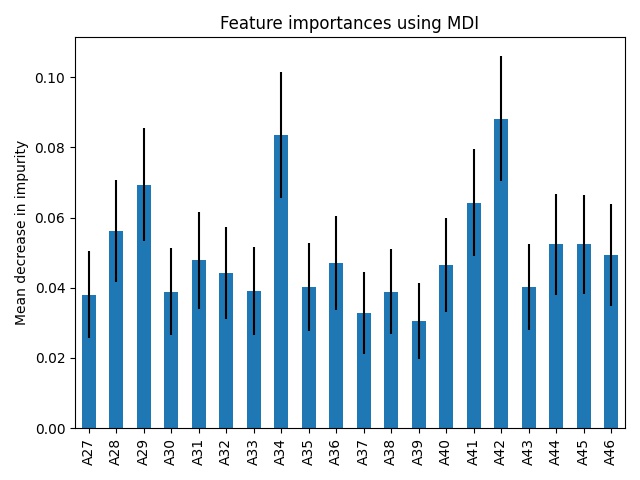 Feature importances using MDI
Mean decrease in impurity
0.10
0.08
0.06
0.04
0.02
0.00
A27 A28 A29 A30 A31 A32 A33 A34 A35 A36 A37 A38 A39 A40 A41 A42 A43 A44 A45 A46